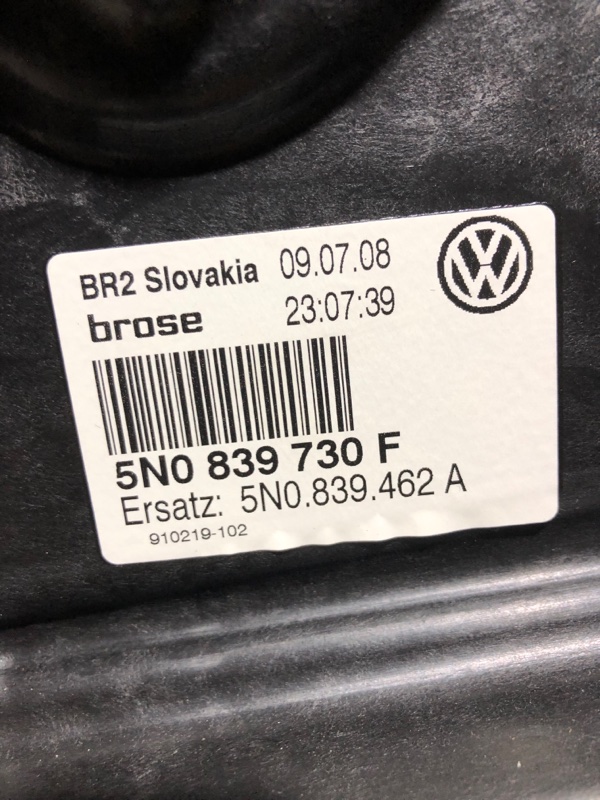 BR2 Slovakia 09.07.08
brose 23:07:39
5N0 839 730 F
Ersatz: 5N0.839.462 A
910219-102